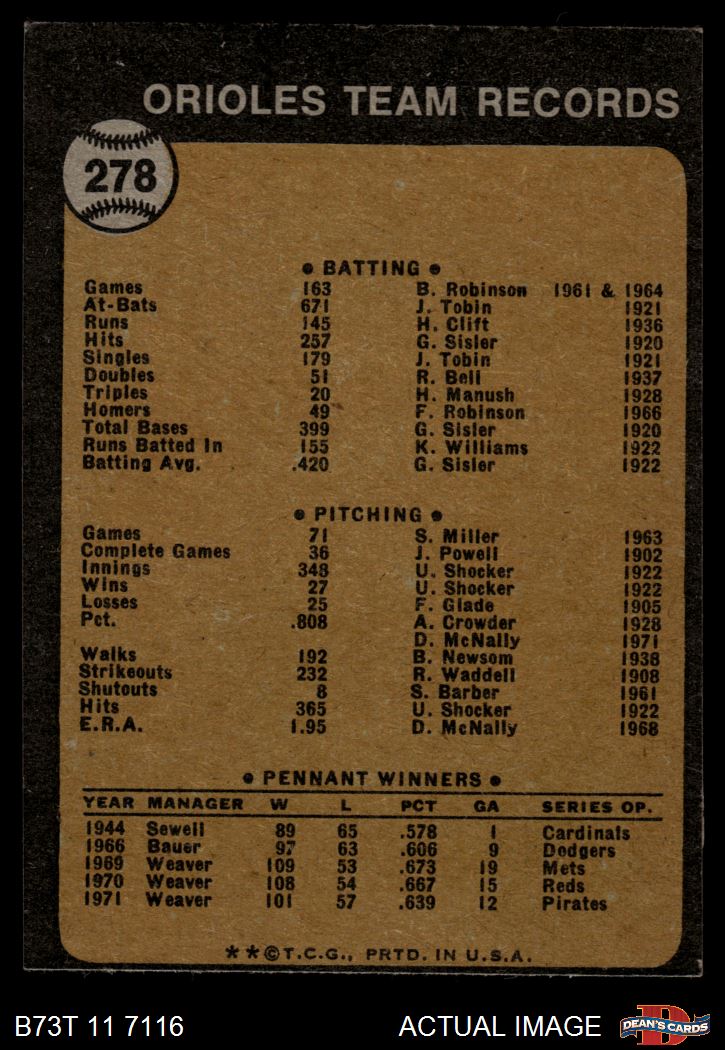 ORIOLES TEAM RECORDS
278
• BATTING •
Games 163 B. Robinson 1961 & 1964
At-Bats 671 J. Tobin 1921
Runs 145 H. Clift 1936
Hits 257 G. Sisler 1920
Singles 179 J. Tobin 1921
Doubles 51 R. Bell 1937
Triples 20 H. Manush 1928
Homers 49 F. Robinson 1966
Total Bases 399 G. Sisler 1920
Runs Batted In 155 K. Williams 1922
Batting Avg. .420 G. Sisler 1922
• PITCHING •
Games 71 S. Miller 1963
Complete Games 36 J. Powell 1902
Innings 348 U. Shocker 1922
Wins 27 U. Shocker 1922
Losses 25 F. Glade 1905
Pct. .808 A. Crowder 1928
D. McNally 1971
Walks 192 B. Newsom 1938
Strikeouts 232 R. Waddell 1908
Shutouts 8 S. Barber 1961
Hits 365 U. Shocker 1922
E.R.A. 1.95 D. McNally 1968
• PENNANT WINNERS •
YEAR MANAGER W L PCT GA SERIES OP.
1944 Sewell 89 65 .578 1 Cardinals
1966 Bauer 97 63 .606 9 Dodgers
1969 Weaver 109 53 .673 19 Mets
1970 Weaver 108 54 .667 15 Reds
1971 Weaver 101 57 .639 12 Pirates
**©T.C.G., PRTD. IN U.S.A.
B73T 11 7116 ACTUAL IMAGE
D
DEAN'S CARDS